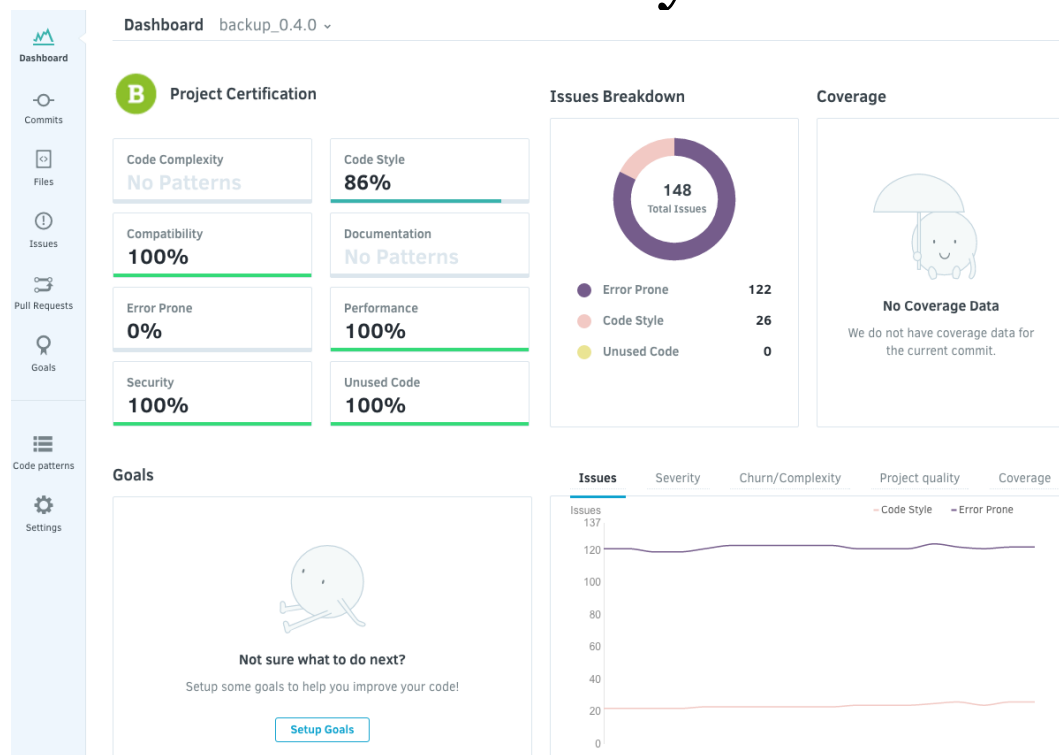 Dashboard backup_0.4.0
Dashboard
Commits
Files
Issues
Pull Requests
Goals
Code patterns
Settings
B Project Certification
Code Complexity
No Patterns
Code Style
86%
Compatibility
100%
Documentation
No Patterns
Error Prone
0%
Performance
100%
Security
100%
Unused Code
100%
Issues Breakdown
148
Total Issues
Error Prone 122
Code Style 26
Unused Code 0
Coverage
No Coverage Data
We do not have coverage data for
the current commit.
Goals
Not sure what to do next?
Setup some goals to help you improve your code!
Setup Goals
Issues Severity Churn/Complexity Project quality Coverage
Issues
Code Style Error Prone
137
120
100
80
60
40
20
0